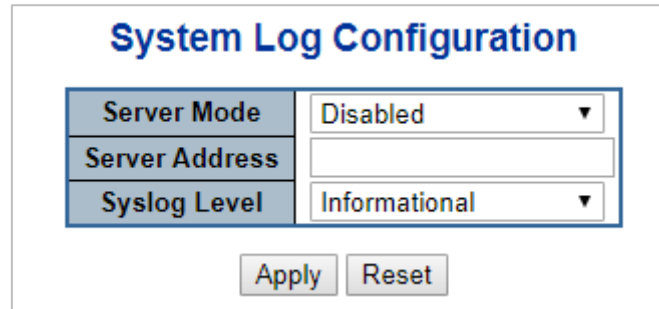 System Log Configuration
Server Mode Disabled
Server Address
Syslog Level Informational
Apply Reset